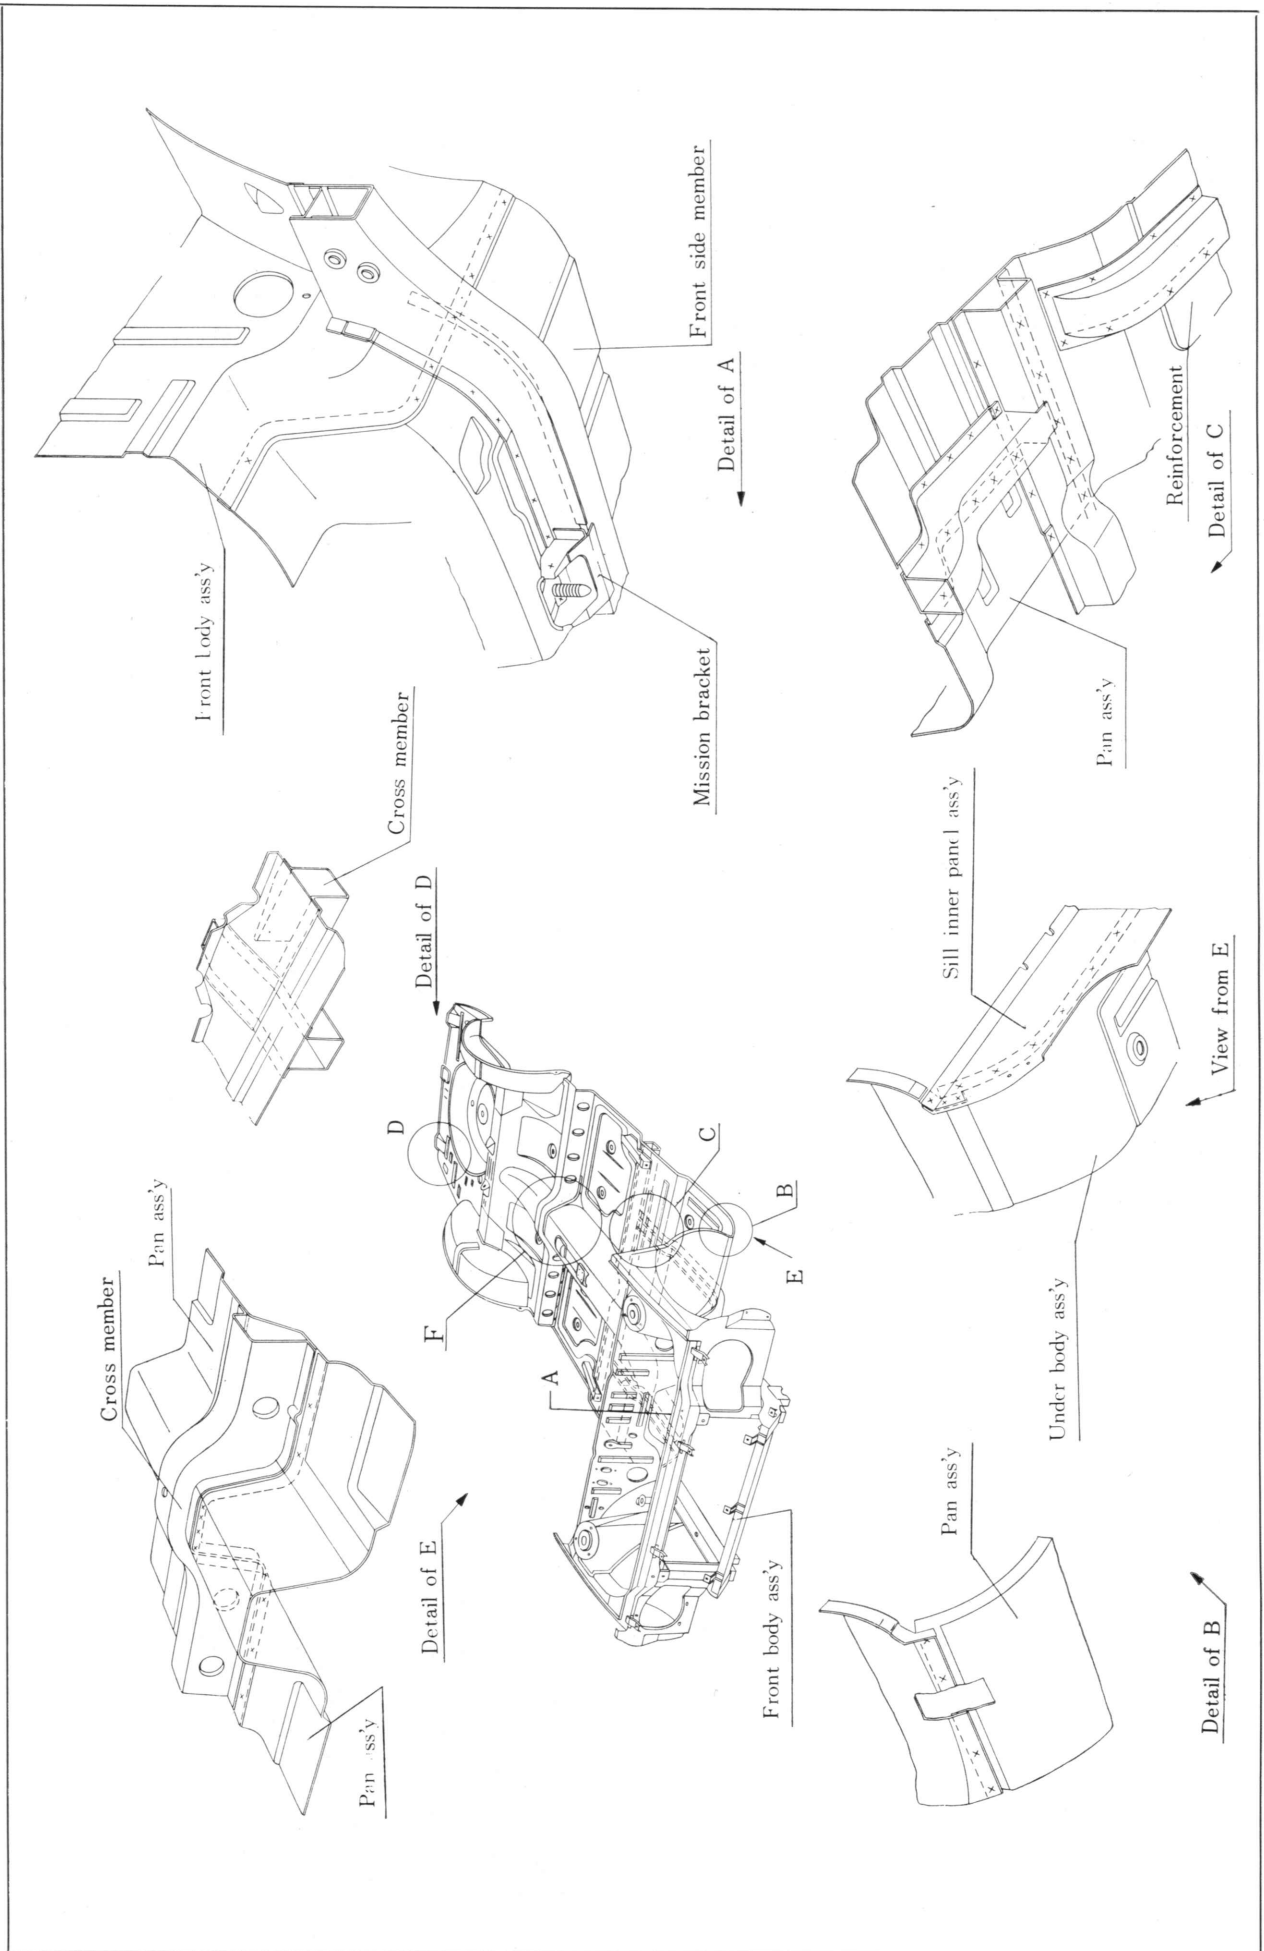 Cross member
Pan ass'y
Pan ass'y
Detail of E
Cross member
Detail of D
Front body ass'y
Front side member
Mission bracket
Detail of A
D
F
A
C
B
E
Front body ass'y
Pan ass'y
Detail of B
Under body ass'y
Sill inner panel ass'y
View from E
Pan ass'y
Reinforcement
Detail of C